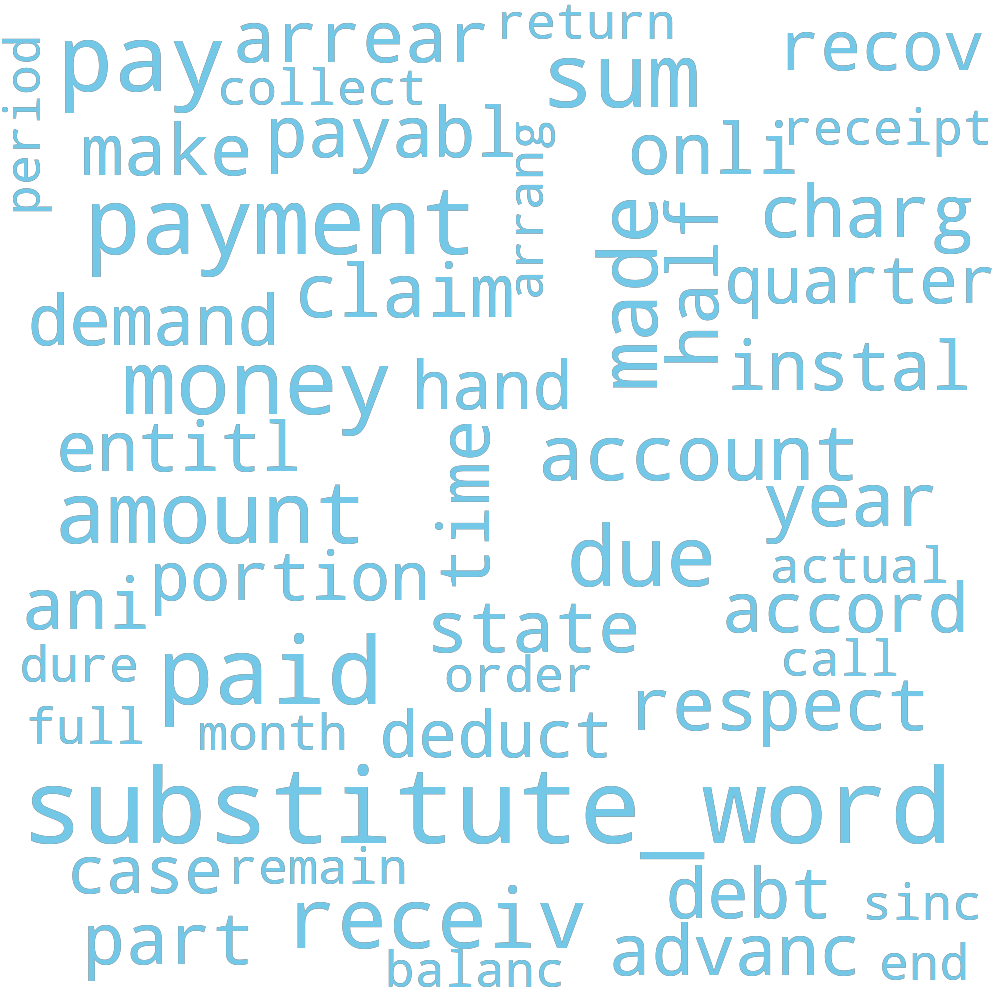 pay
arrear
return
recov
period
collect
sum
make
payabl
arrang
onli
receipt
payment
made
half
charg
claim
quarter
demand
money
hand
instal
entitl
time
account
amount
year
due
portion
actual
ani
state
accord
dure
paid
order
call
respect
full
month
deduct
substitute_word
case
remain
debt
sinc
part
receiv
advanc
balanc
end